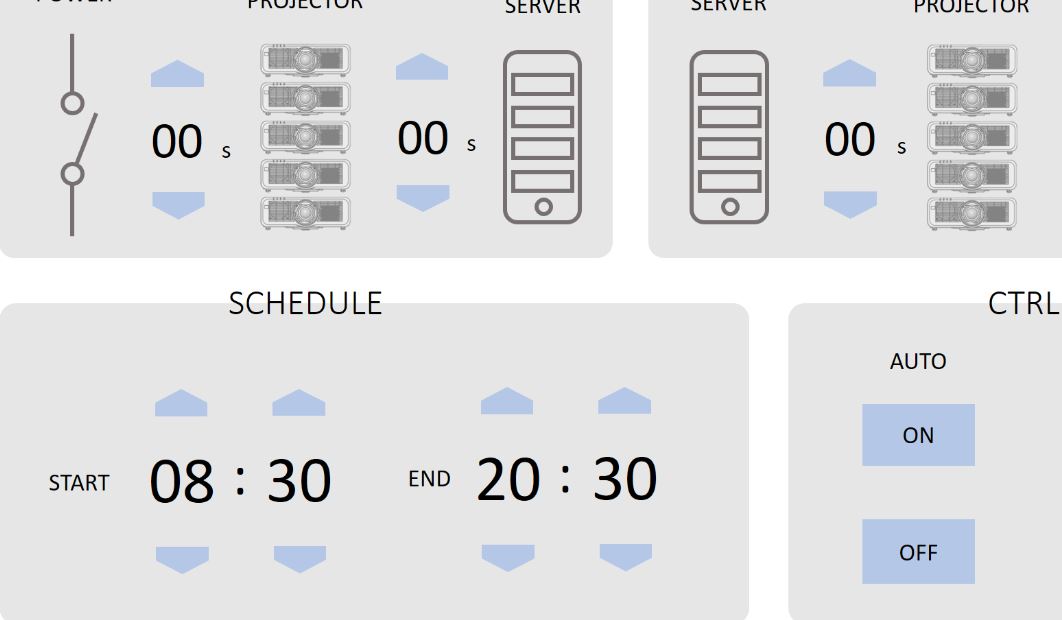 POWER
PROJECTOR
SERVER
SERVER
PROJECTOR
00 s
00 s
00 s
SCHEDULE
CTRL
START 08 : 30
END 20 : 30
AUTO
ON
OFF